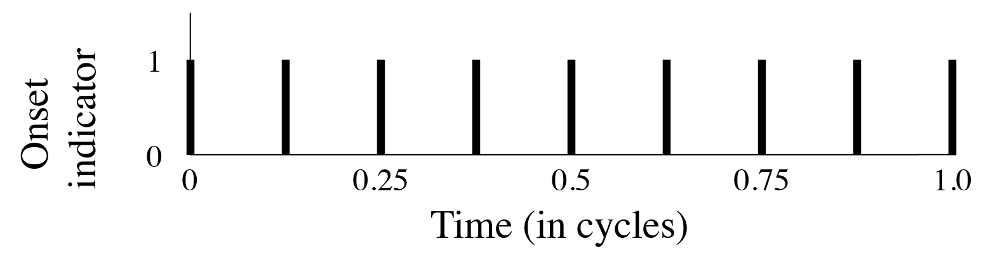 Onset
indicator
1
0
0 0.25 0.5 0.75 1.0
Time (in cycles)